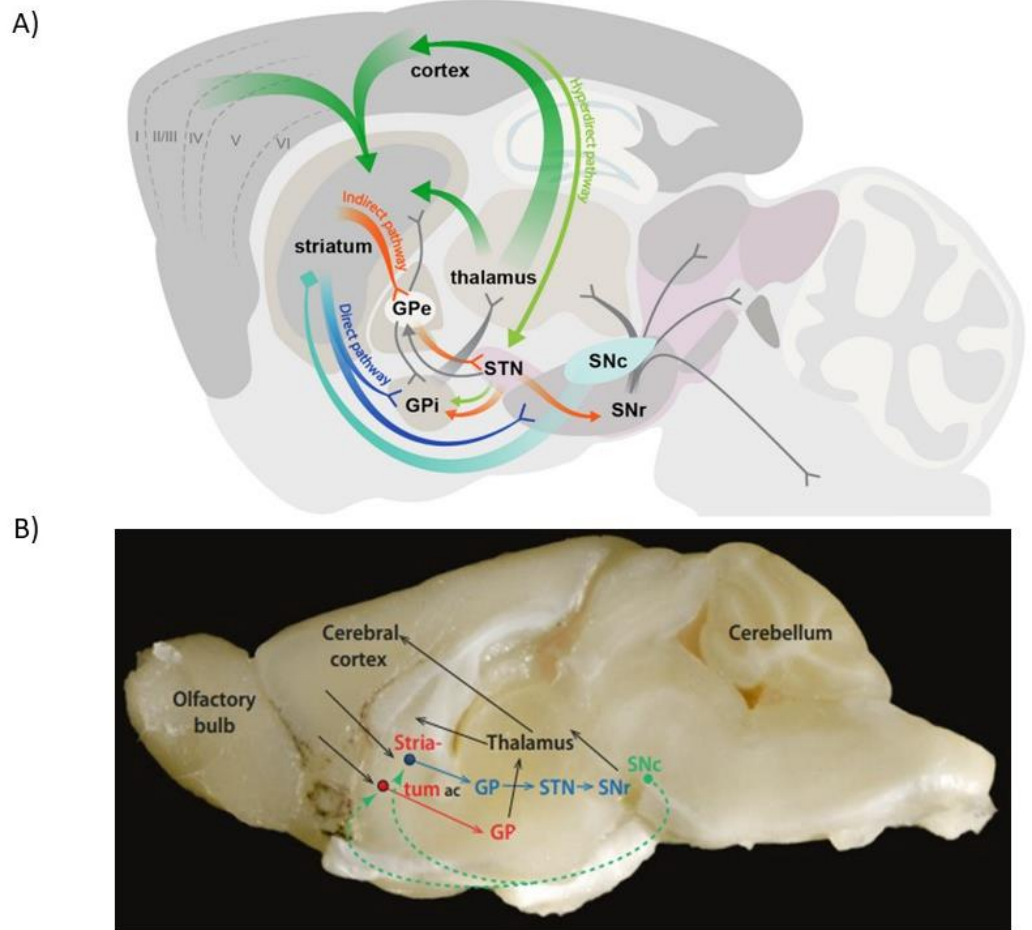 A)
cortex
Hyperdirect pathway
I II/III IV V VI
Indirect pathway
striatum
thalamus
GPe
Direct pathway
STN
SNc
GPi
SNr
B)
Cerebral
cortex
Cerebellum
Olfactory
bulb
Stria-
Thalamus
SNc
tum ac
GP
STN
SNr
GP